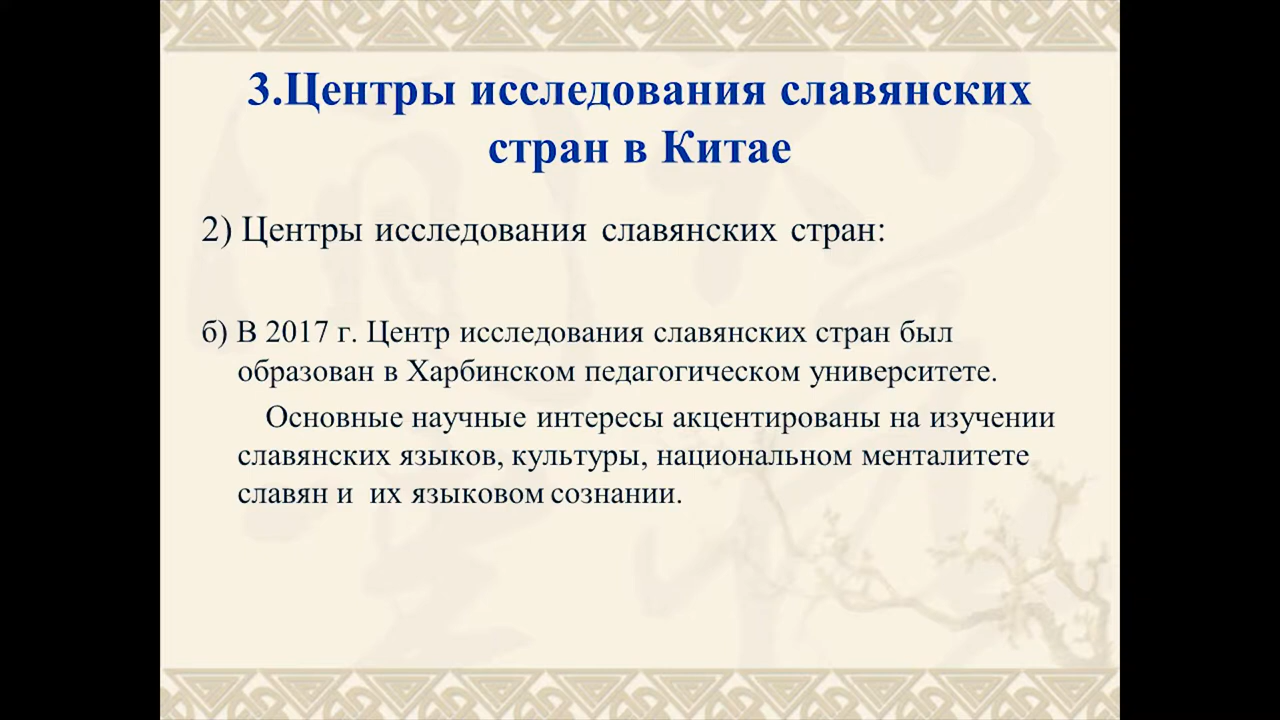 3.Центры исследования славянских
стран в Китае
2) Центры исследования славянских стран:
б) В 2017 г. Центр исследования славянских стран был
образован в Харбинском педагогическом университете.
Основные научные интересы акцентированы на изучении
славянских языков, культуры, национальном менталитете
славян и их языковом сознании.